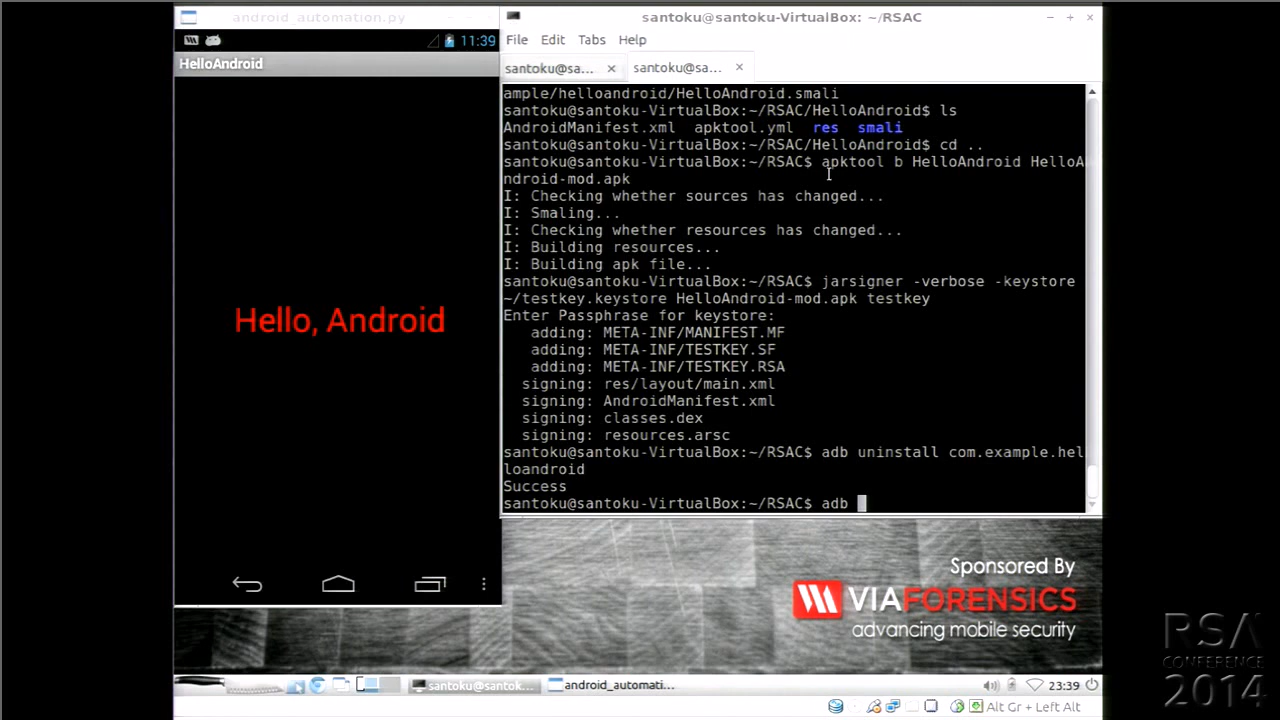 android_automation.py
11:39
HelloAndroid
Hello, Android
santoku@santoku-VirtualBox: ~/RSAC
File Edit Tabs Help
santoku@sa... santoku@sa...
ample/helloandroid/HelloAndroid.smali
santoku@santoku-VirtualBox:~/RSAC/HelloAndroid$ ls
AndroidManifest.xml apktool.yml res smali
santoku@santoku-VirtualBox:~/RSAC/HelloAndroid$ cd ..
santoku@santoku-VirtualBox:~/RSAC$ apktool b HelloAndroid HelloA
ndroid-mod.apk
I: Checking whether sources has changed...
I: Smaling...
I: Checking whether resources has changed...
I: Building resources...
I: Building apk file...
santoku@santoku-VirtualBox:~/RSAC$ jarsigner -verbose -keystore
~/testkey.keystore HelloAndroid-mod.apk testkey
Enter Passphrase for keystore:
adding: META-INF/MANIFEST.MF
adding: META-INF/TESTKEY.SF
adding: META-INF/TESTKEY.RSA
signing: res/layout/main.xml
signing: AndroidManifest.xml
signing: classes.dex
signing: resources.arsc
santoku@santoku-VirtualBox:~/RSAC$ adb uninstall com.example.hel
loandroid
Success
santoku@santoku-VirtualBox:~/RSAC$ adb
Sponsored By
VIAFORENSICS
advancing mobile security
santoku@santok... android_automati... 23:39
Alt Gr + Left Alt
RSA
CONFERENCE
2014